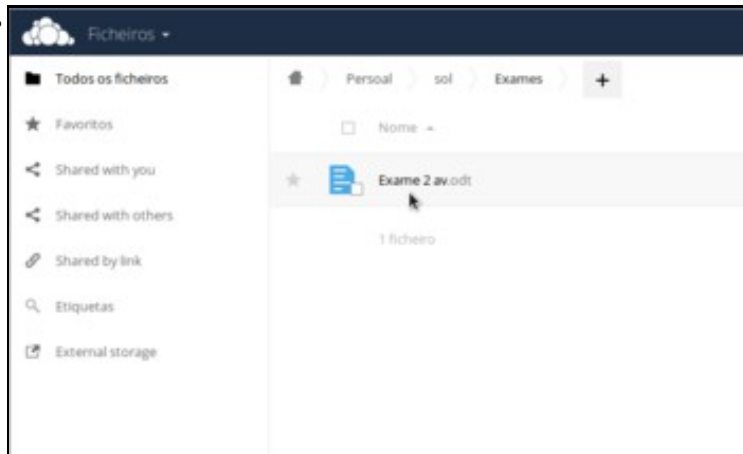 Ficheiros
Todos os ficheiros
Favoritos
Shared with you
Shared with others
Shared by link
Etiquetas
External storage
Persoal sol Exames +
Nome
Exame 2 av.odt
1 ficheiro